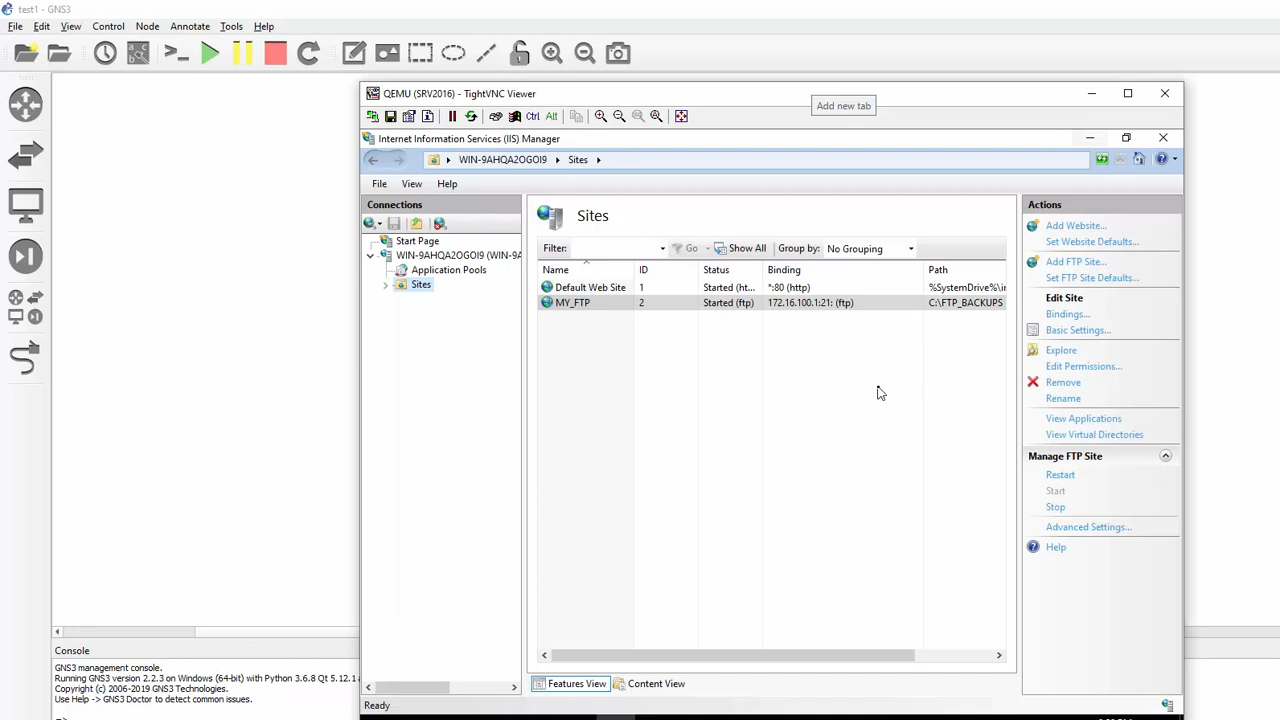 test1 - GNS3
File Edit View Control Node Annotate Tools Help
QEMU (SRV2016) - TightVNC Viewer
Add new tab
Ctrl Alt
Internet Information Services (IIS) Manager
WIN-9AHQA2OGOI9 Sites
File View Help
Connections
Start Page
WIN-9AHQA2OGOI9 (WIN-9A
Application Pools
Sites
Sites
Filter: Go Show All Group by: No Grouping
Name ID Status Binding Path
Default Web Site 1 Started (ht... *:80 (http) %SystemDrive%\in
MY_FTP 2 Started (ftp) 172.16.100.1:21: (ftp) C:\FTP_BACKUPS
Features View Content View
Actions
Add Website...
Set Website Defaults...
Add FTP Site...
Set FTP Site Defaults...
Edit Site
Bindings...
Basic Settings...
Explore
Edit Permissions...
Remove
Rename
View Applications
View Virtual Directories
Manage FTP Site
Restart
Start
Stop
Advanced Settings...
Help
Ready
Console
GNS3 management console.
Running GNS3 version 2.2.3 on Windows (64-bit) with Python 3.6.8 Qt 5.12.1
Copyright (c) 2006-2019 GNS3 Technologies.
Use Help -> GNS3 Doctor to detect common issues.